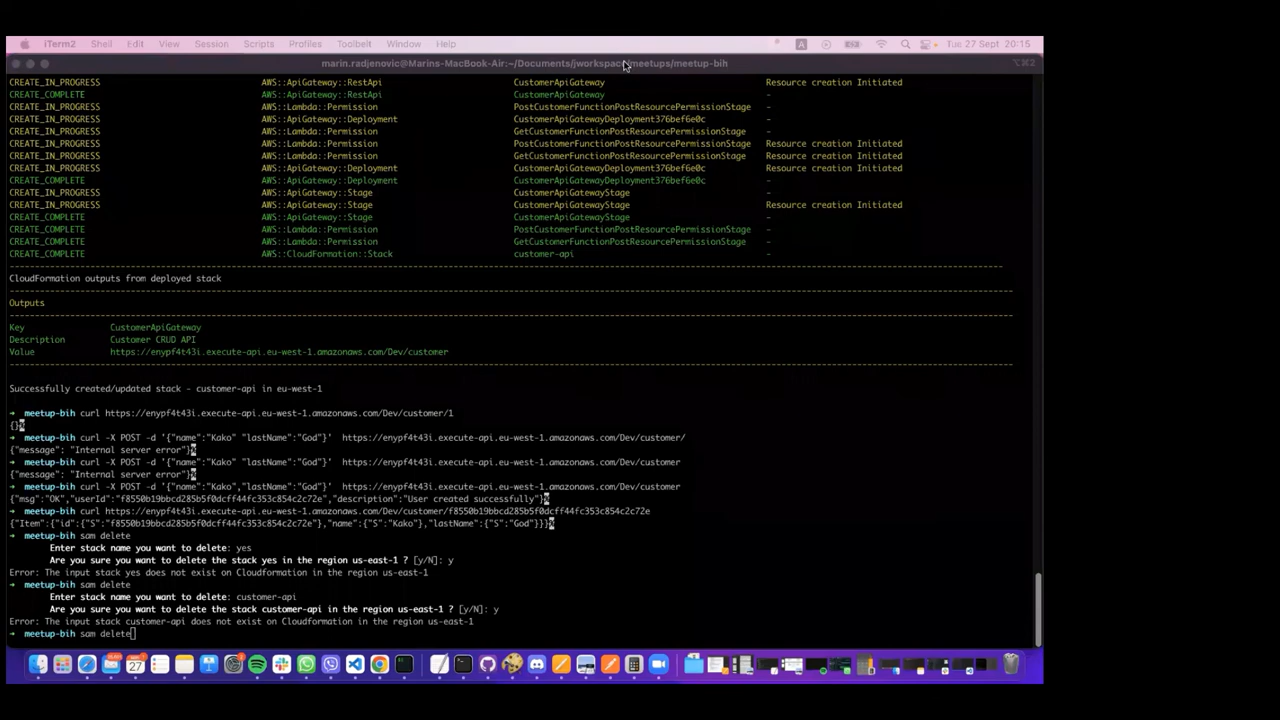 iTerm2 Shell Edit View Session Scripts Profiles Toolbelt Window Help A Tue 27 Sept 20:15
marin.radjenovic@Marins-MacBook-Air:~/Documents/jworkspace/meetups/meetup-bih ⌥⌘2
CREATE_IN_PROGRESS AWS::ApiGateway::RestApi CustomerApiGateway Resource creation Initiated
CREATE_COMPLETE AWS::ApiGateway::RestApi CustomerApiGateway -
CREATE_IN_PROGRESS AWS::Lambda::Permission PostCustomerFunctionPostResourcePermissionStage -
CREATE_IN_PROGRESS AWS::ApiGateway::Deployment CustomerApiGatewayDeployment376bef6e0c -
CREATE_IN_PROGRESS AWS::Lambda::Permission GetCustomerFunctionPostResourcePermissionStage -
CREATE_IN_PROGRESS AWS::Lambda::Permission PostCustomerFunctionPostResourcePermissionStage Resource creation Initiated
CREATE_IN_PROGRESS AWS::Lambda::Permission GetCustomerFunctionPostResourcePermissionStage Resource creation Initiated
CREATE_IN_PROGRESS AWS::ApiGateway::Deployment CustomerApiGatewayDeployment376bef6e0c Resource creation Initiated
CREATE_COMPLETE AWS::ApiGateway::Deployment CustomerApiGatewayDeployment376bef6e0c -
CREATE_IN_PROGRESS AWS::ApiGateway::Stage CustomerApiGatewayStage -
CREATE_IN_PROGRESS AWS::ApiGateway::Stage CustomerApiGatewayStage Resource creation Initiated
CREATE_COMPLETE AWS::ApiGateway::Stage CustomerApiGatewayStage -
CREATE_COMPLETE AWS::Lambda::Permission PostCustomerFunctionPostResourcePermissionStage -
CREATE_COMPLETE AWS::Lambda::Permission GetCustomerFunctionPostResourcePermissionStage -
CREATE_COMPLETE AWS::CloudFormation::Stack customer-api -
CloudFormation outputs from deployed stack
Outputs
Key CustomerApiGateway
Description Customer CRUD API
Value https://enypf4t43i.execute-api.eu-west-1.amazonaws.com/Dev/customer
Successfully created/updated stack - customer-api in eu-west-1
→ meetup-bih curl https://enypf4t43i.execute-api.eu-west-1.amazonaws.com/Dev/customer/1
{}%
→ meetup-bih curl -X POST -d '{"name":"Kako" "lastName":"God"}' https://enypf4t43i.execute-api.eu-west-1.amazonaws.com/Dev/customer/
{"message": "Internal server error"}%
→ meetup-bih curl -X POST -d '{"name":"Kako" "lastName":"God"}' https://enypf4t43i.execute-api.eu-west-1.amazonaws.com/Dev/customer
{"message": "Internal server error"}%
→ meetup-bih curl -X POST -d '{"name":"Kako","lastName":"God"}' https://enypf4t43i.execute-api.eu-west-1.amazonaws.com/Dev/customer
{"msg":"OK","userId":"f8550b19bbcd285b5f0dcff44fc353c854c2c72e","description":"User created successfully"}%
→ meetup-bih curl https://enypf4t43i.execute-api.eu-west-1.amazonaws.com/Dev/customer/f8550b19bbcd285b5f0dcff44fc353c854c2c72e
{"Item":{"id":{"S":"f8550b19bbcd285b5f0dcff44fc353c854c2c72e"},"name":{"S":"Kako"},"lastName":{"S":"God"}}}%
→ meetup-bih sam delete
Enter stack name you want to delete: yes
Are you sure you want to delete the stack yes in the region us-east-1 ? [y/N]: y
Error: The input stack yes does not exist on Cloudformation in the region us-east-1
→ meetup-bih sam delete
Enter stack name you want to delete: customer-api
Are you sure you want to delete the stack customer-api in the region us-east-1 ? [y/N]: y
Error: The input stack customer-api does not exist on Cloudformation in the region us-east-1
→ meetup-bih sam delete
27